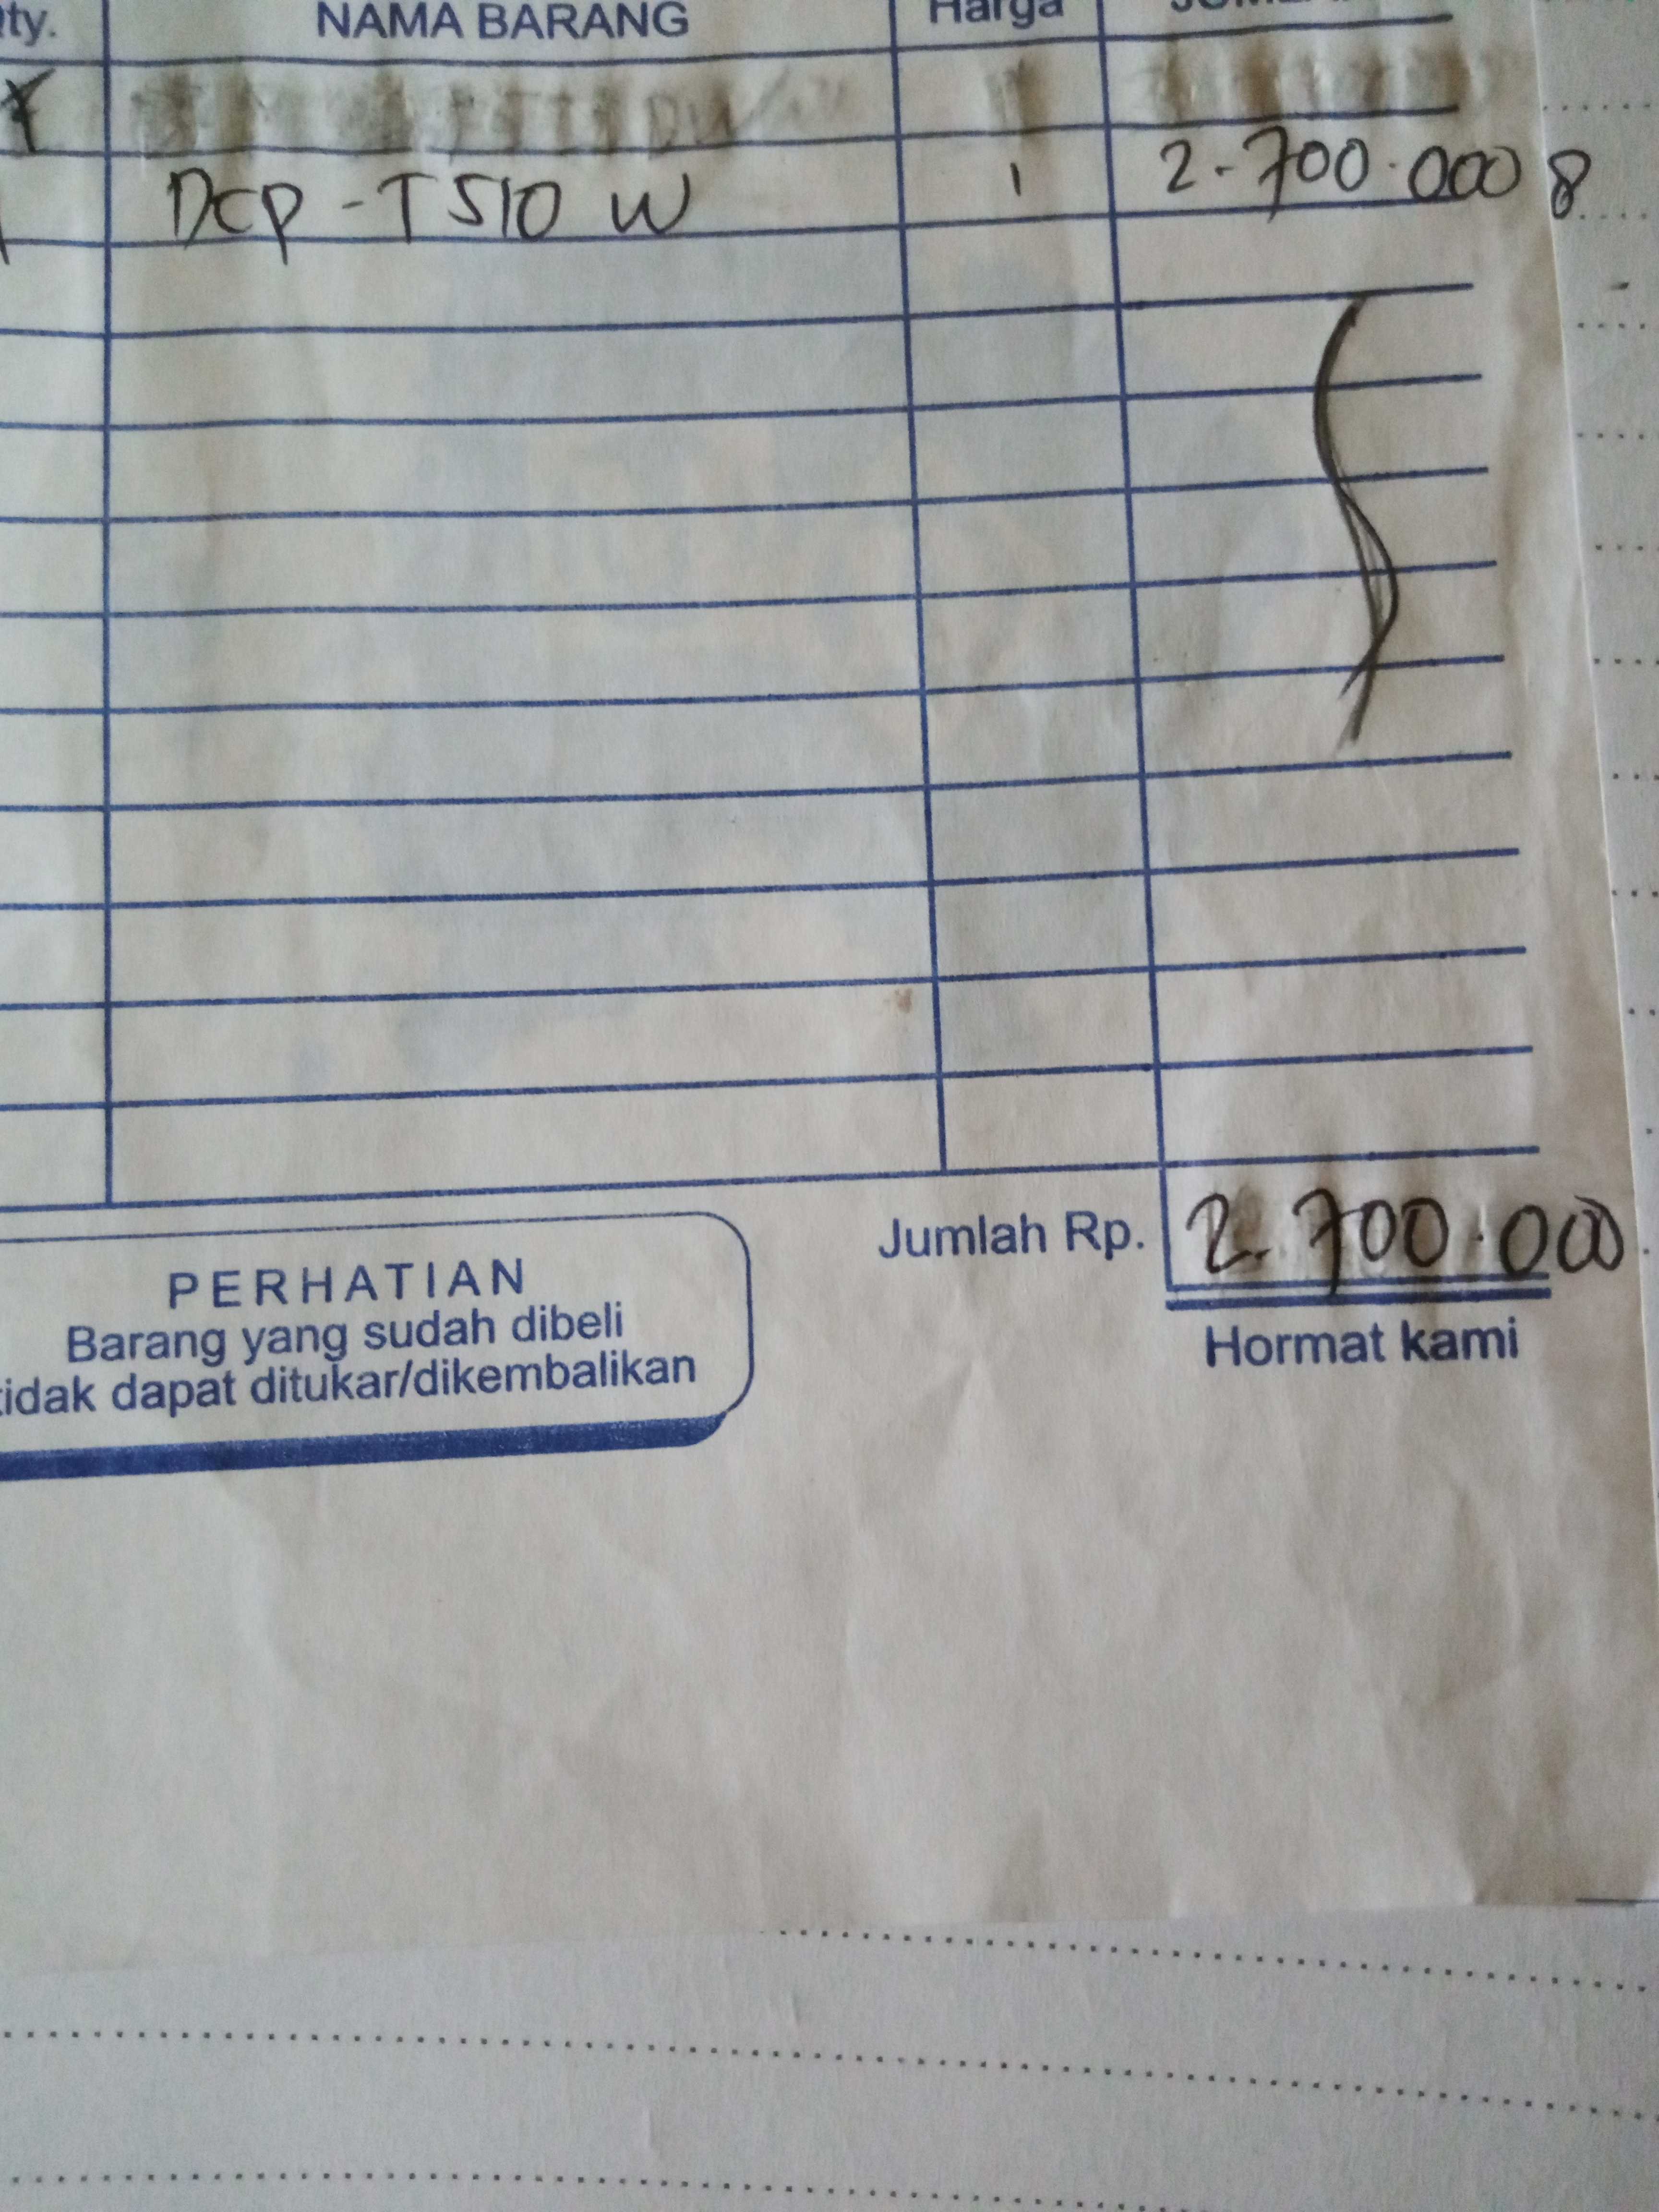 NAMA BARANG Harga
DCP-T510 W 1 2.700.000
Jumlah Rp. 2.700.000
PERHATIAN
Barang yang sudah dibeli
tidak dapat ditukar/dikembalikan
Hormat kami